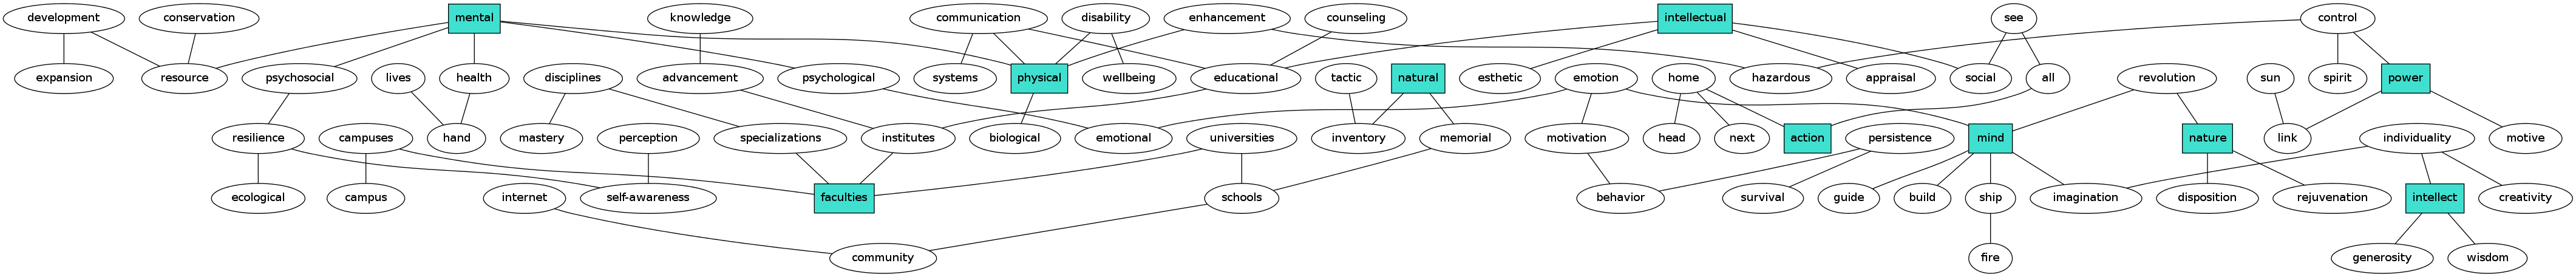 development
conservation
mental
knowledge
communication
disability
enhancement
counseling
intellectual
see
control
expansion
resource
psychosocial
lives
health
disciplines
advancement
psychological
systems
physical
wellbeing
educational
tactic
natural
esthetic
emotion
home
hazardous
appraisal
social
all
revolution
sun
spirit
power
resilience
campuses
hand
mastery
perception
specializations
institutes
biological
emotional
universities
inventory
memorial
motivation
head
next
action
persistence
mind
nature
link
individuality
motive
ecological
campus
internet
self-awareness
faculties
schools
behavior
survival
guide
build
ship
imagination
disposition
rejuvenation
intellect
creativity
community
fire
generosity
wisdom